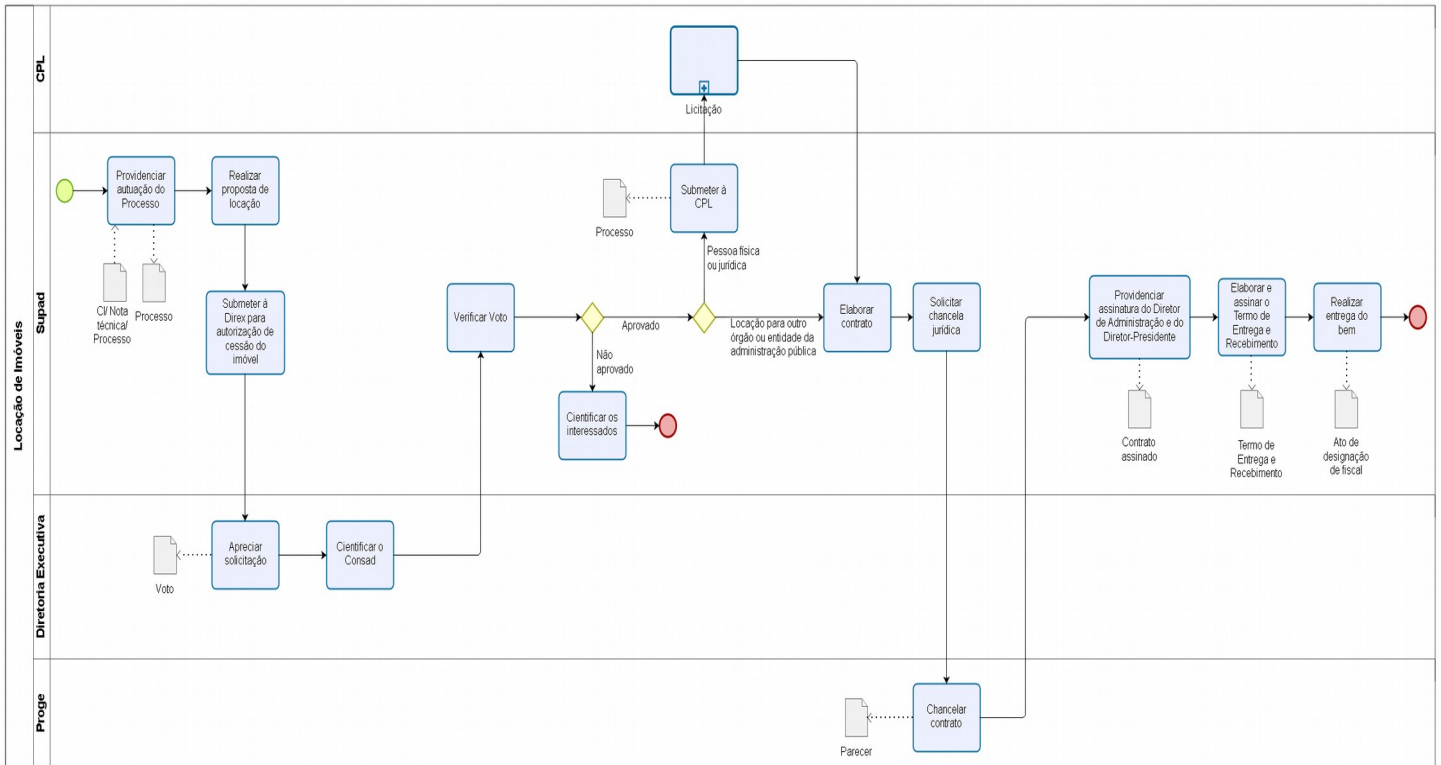 Locação de Imóveis
CPL
Licitação
Supad
Providenciar
autuação do
Processo
Realizar
proposta de
locação
CI/ Nota
técnica/
Processo
Processo
Submeter à
Direx para
autorização de
cessão do
imóvel
Verificar Voto
Aprovado
Não
aprovado
Cientificar os
interessados
Submeter à
CPL
Processo
Pessoa física
ou jurídica
Locação para outro
órgão ou entidade da
administração pública
Elaborar
contrato
Solicitar
chancela
jurídica
Providenciar
assinatura do Diretor
de Administração e do
Diretor-Presidente
Contrato
assinado
Elaborar e
assinar o
Termo de
Entrega e
Recebimento
Termo de
Entrega e
Recebimento
Realizar
entrega do
bem
Ato de
designação
de fiscal
Diretoria Executiva
Apreciar
solicitação
Voto
Cientificar o
Consad
Proge
Chancelar
contrato
Parecer